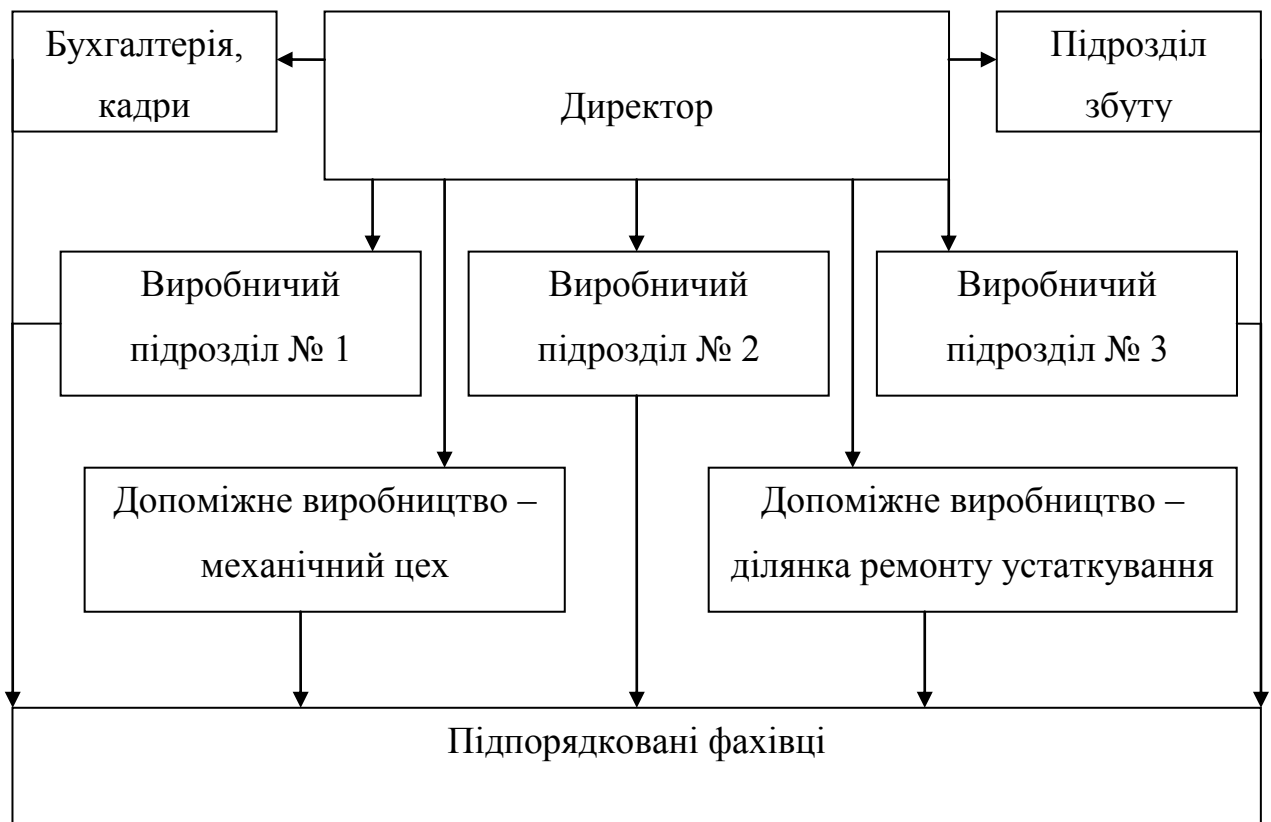 Бухгалтерія,
кадри
Директор
Підрозділ
збуту
Виробничий
підрозділ № 1
Виробничий
підрозділ № 2
Виробничий
підрозділ № 3
Допоміжне виробництво –
механічний цех
Допоміжне виробництво –
ділянка ремонту устаткування
Підпорядковані фахівці